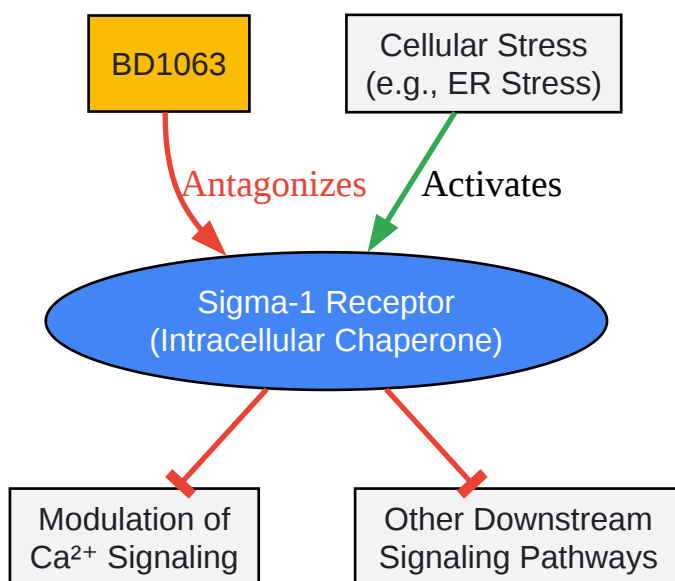 BD1063
Cellular Stress
(e.g., ER Stress)
Antagonizes
Activates
Sigma-1 Receptor
(Intracellular Chaperone)
Modulation of
Ca²⁺ Signaling
Other Downstream
Signaling Pathways